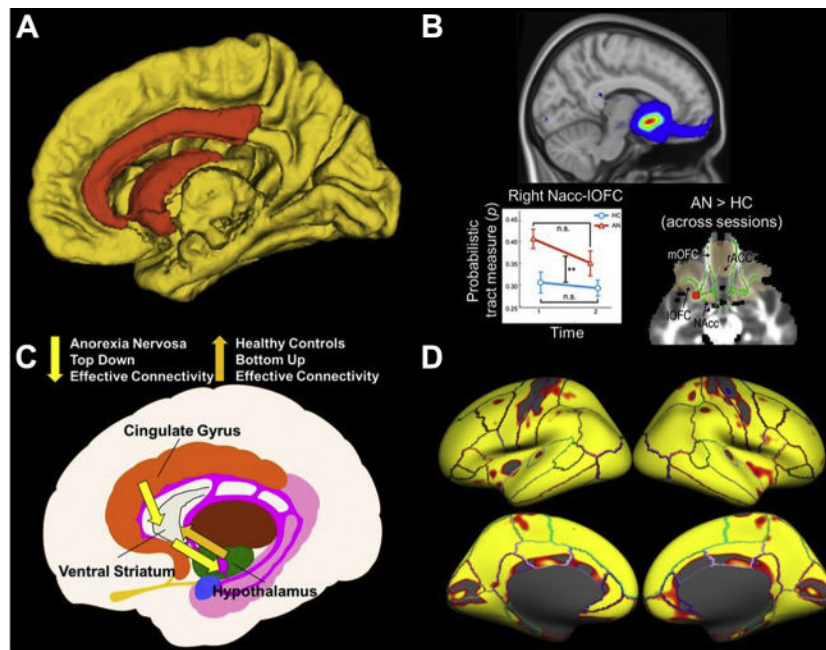 A
B
Right Nacc-lOFC
Probabilistic
tract measure (p)
0.45
0.40
0.35
0.30
0.25
n.s.
**
n.s.
HC
AN
1
2
Time
AN > HC
(across sessions)
mOFC
rACC
lOFC
NAcc
C
Anorexia Nervosa
Top Down
Effective Connectivity
Healthy Controls
Bottom Up
Effective Connectivity
Cingulate Gyrus
Ventral Striatum
Hypothalamus
D